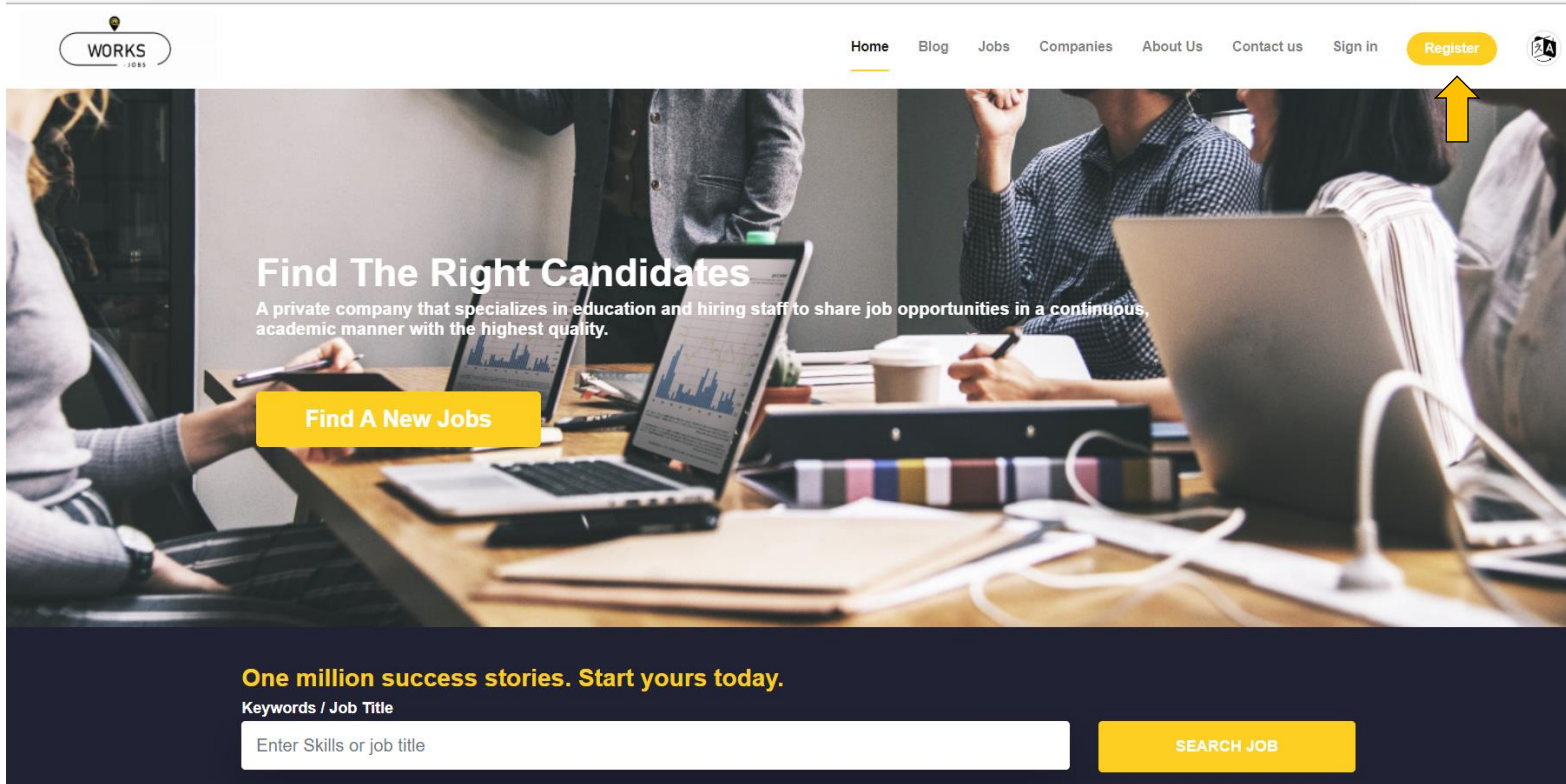 WORKS
JOBS
Home Blog Jobs Companies About Us Contact us Sign in Register
Find The Right Candidates
A private company that specializes in education and hiring staff to share job opportunities in a continuous,
academic manner with the highest quality.
Find A New Jobs
One million success stories. Start yours today.
Keywords / Job Title
Enter Skills or job title
SEARCH JOB